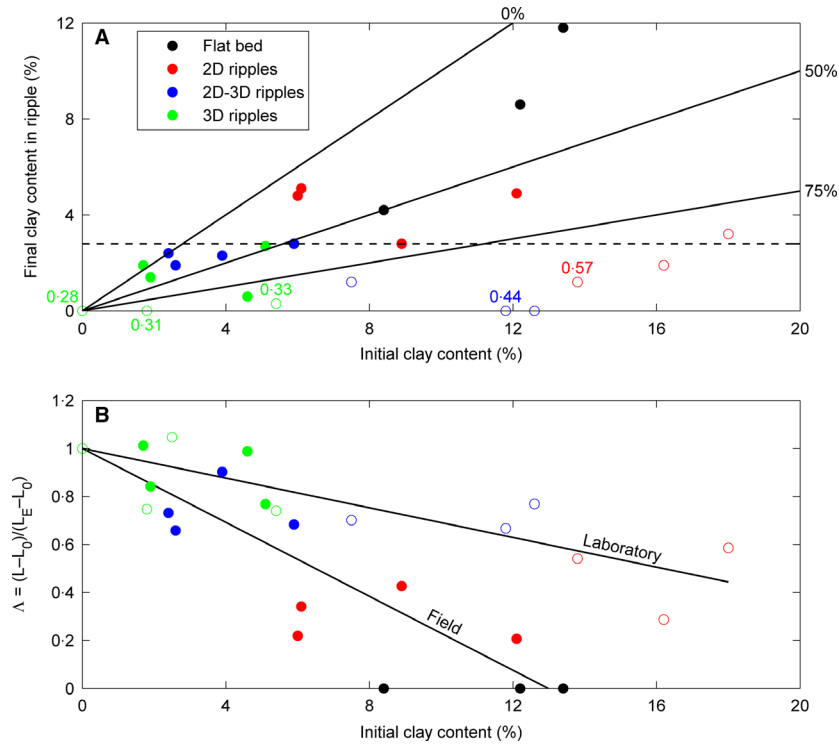 A
0%
Flat bed
2D ripples
2D-3D ripples
3D ripples
50%
75%
12
8
4
0
Final clay content in ripple (%)
0·28
0·31
0·33
0·44
0·57
0 4 8 12 16 20
Initial clay content (%)
B
1·2
1
0·8
0·6
0·4
0·2
0
Λ = (L–L0)/(LE–L0)
Laboratory
Field
0 4 8 12 16 20
Initial clay content (%)